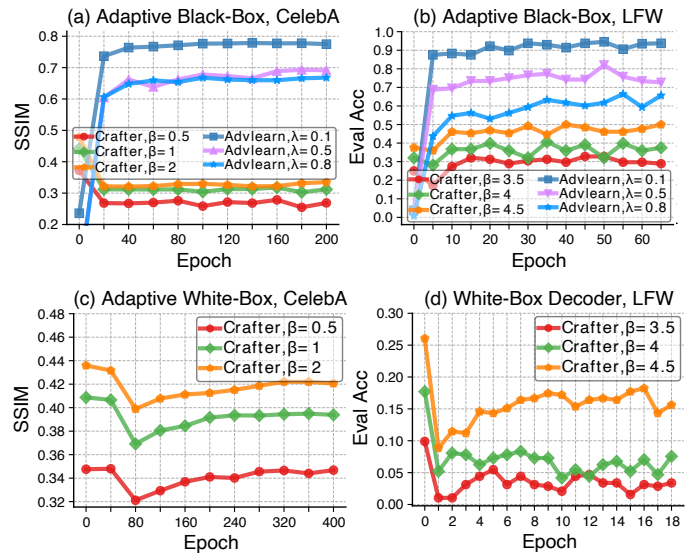 (a) Adaptive Black-Box, CelebA
SSIM
0.8
0.7
0.6
0.5
0.4
0.3
0.2
Crafter,β= 0.5
Crafter,β= 1
Crafter,β= 2
Advlearn,λ= 0.1
Advlearn,λ= 0.5
Advlearn,λ= 0.8
0 40 80 120 160 200
Epoch
(b) Adaptive Black-Box, LFW
Eval Acc
1.0
0.9
0.8
0.7
0.6
0.5
0.4
0.3
0.2
0.1
0.0
Crafter,β= 3.5
Crafter,β= 4
Crafter,β= 4.5
Advlearn,λ= 0.1
Advlearn,λ= 0.5
Advlearn,λ= 0.8
0 10 20 30 40 50 60
Epoch
(c) Adaptive White-Box, CelebA
SSIM
0.48
0.44
0.42
0.40
0.38
0.36
0.34
0.32
Crafter,β= 0.5
Crafter,β= 1
Crafter,β= 2
0 80 160 240 320 400
Epoch
(d) White-Box Decoder, LFW
Eval Acc
0.30
0.25
0.20
0.15
0.10
0.05
0.00
Crafter,β= 3.5
Crafter,β= 4
Crafter,β= 4.5
0 2 4 6 8 10 12 14 16 18
Epoch